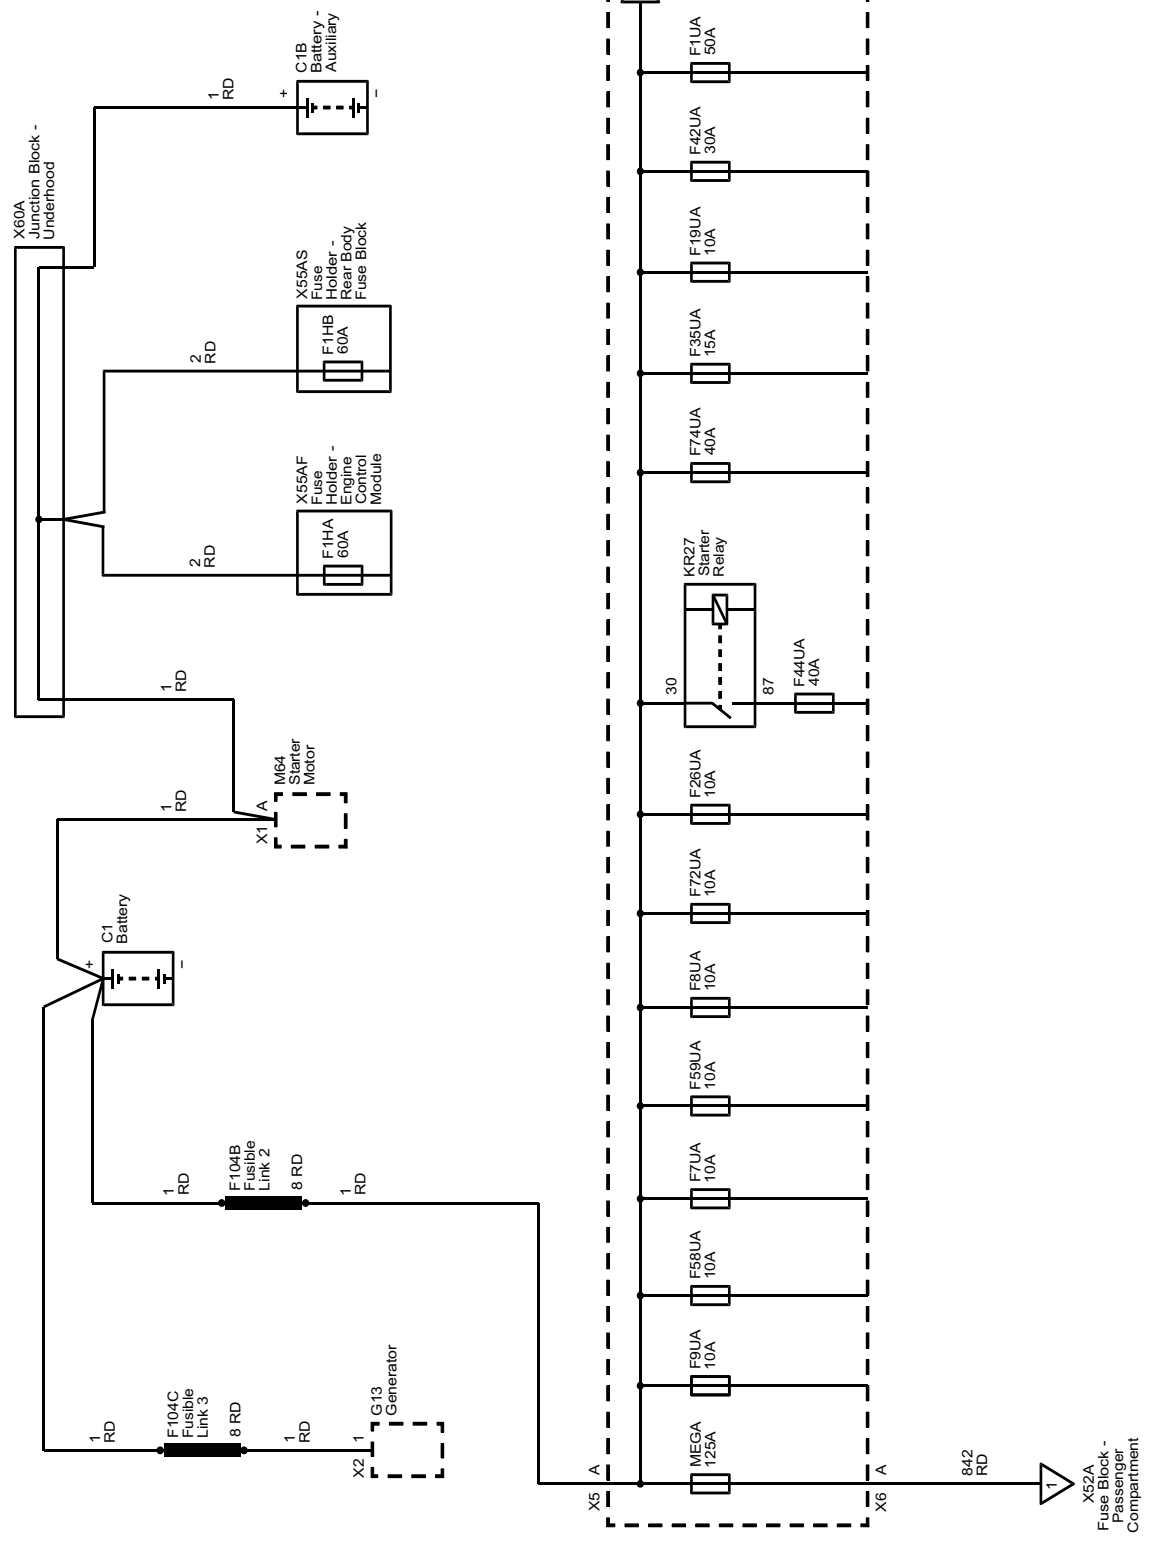 X60A
Junction Block -
Underhood
1
RD
+
-
C1B
Battery -
Auxiliary
2
RD
X55AS
Fuse
Holder -
Rear Body
Fuse Block
F1HB
60A
2
RD
X55AF
Fuse
Holder -
Engine
Control
Module
F1HA
60A
1
RD
1
RD
X1 A
M64
Starter
Motor
C1
Battery
+
-
1
RD
F104B
Fusible
Link 2
8 RD
1
RD
1
RD
F104C
Fusible
Link 3
8 RD
1
RD
X2 1
G13
Generator
X5 A
MEGA
125A
F9UA
10A
F58UA
10A
F7UA
10A
F59UA
10A
F8UA
10A
F72UA
10A
F26UA
10A
30
KR27
Starter
Relay
87
F44UA
40A
F74UA
40A
F35UA
15A
F19UA
10A
F42UA
30A
F1UA
50A
X6 A
842
RD
1
X52A
Fuse Block -
Passenger
Compartment